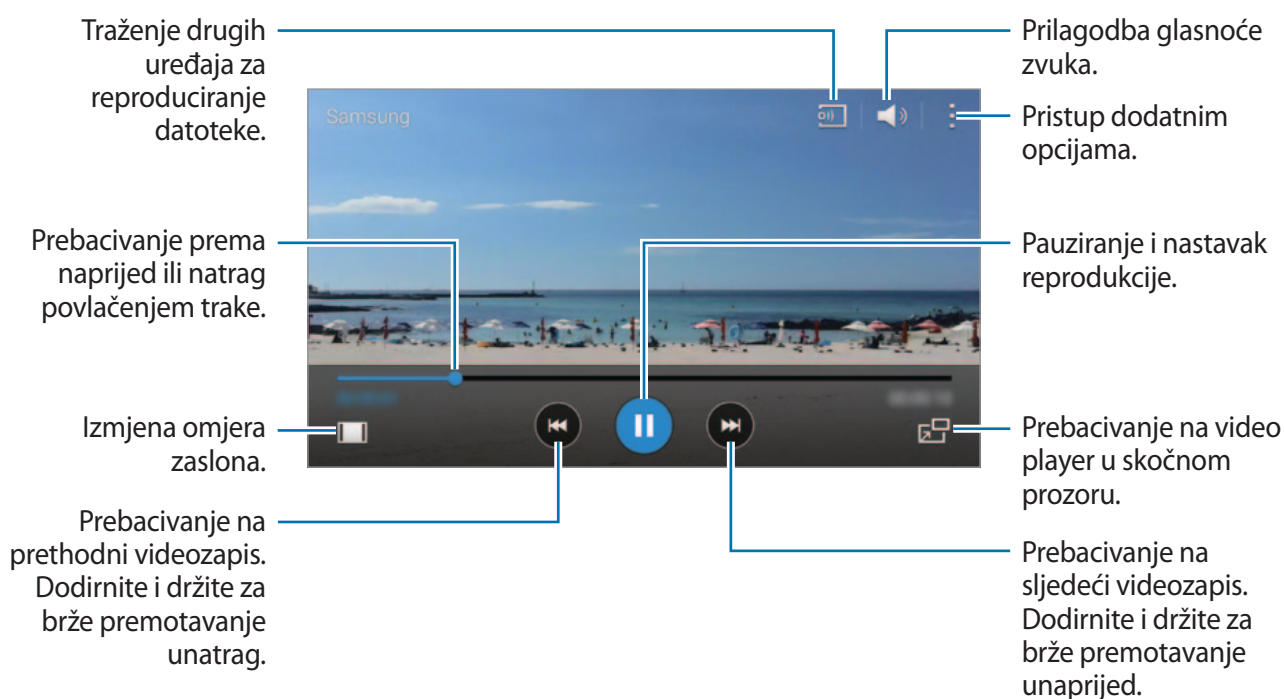 Traženje drugih
uređaja za
reproduciranje
datoteke.
Prilagodba glasnoće
zvuka.
Samsung
Pristup dodatnim
opcijama.
Prebacivanje prema
naprijed ili natrag
povlačenjem trake.
Pauziranje i nastavak
reprodukcije.
Izmjena omjera
zaslona.
Prebacivanje na video
player u skočnom
prozoru.
Prebacivanje na
prethodni videozapis.
Dodirnite i držite za
brže premotavanje
unatrag.
Prebacivanje na
sljedeći videozapis.
Dodirnite i držite za
brže premotavanje
unaprijed.